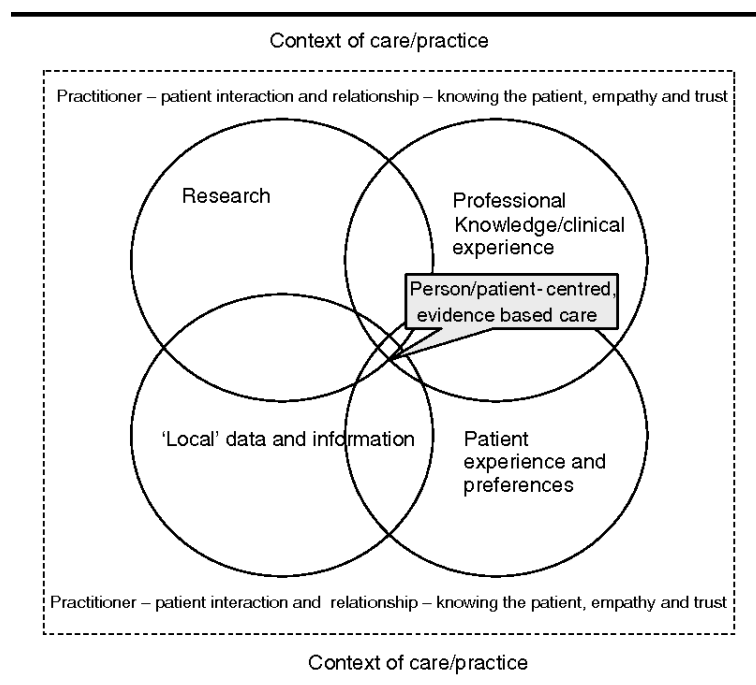 Context of care/practice
Practitioner – patient interaction and relationship – knowing the patient, empathy and trust
Research
Professional
Knowledge/clinical
experience
Person/patient- centred,
evidence based care
‘Local’ data and information
Patient
experience and
preferences
Practitioner – patient interaction and relationship – knowing the patient, empathy and trust
Context of care/practice